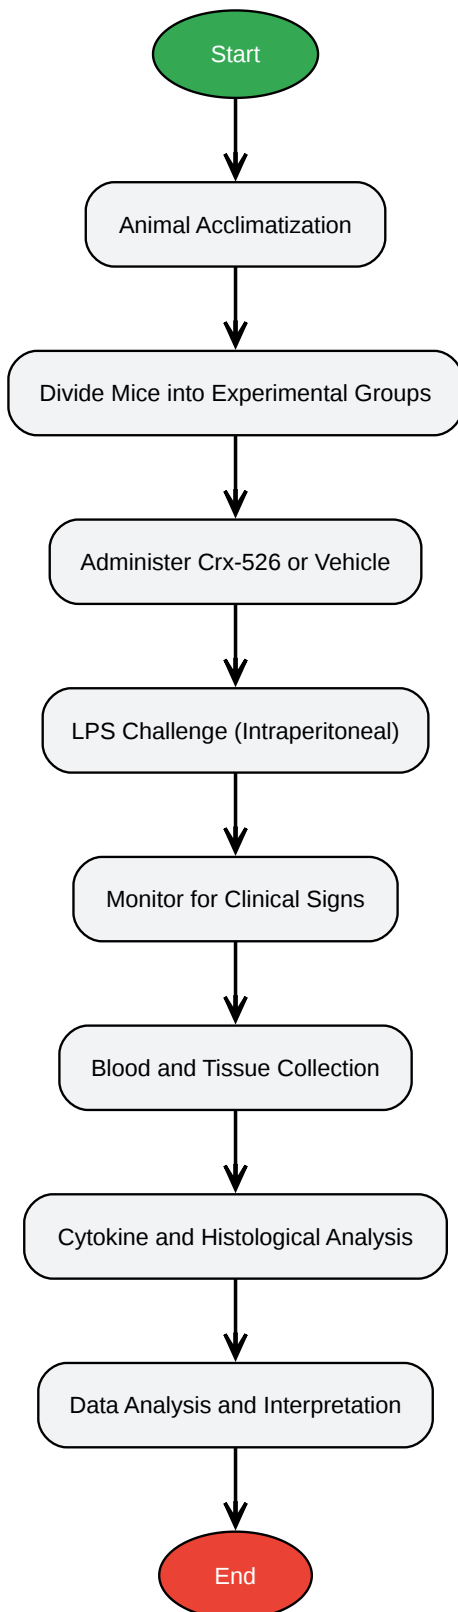 Start
Animal Acclimatization
Divide Mice into Experimental Groups
Administer Crx-526 or Vehicle
LPS Challenge (Intraperitoneal)
Monitor for Clinical Signs
Blood and Tissue Collection
Cytokine and Histological Analysis
Data Analysis and Interpretation
End